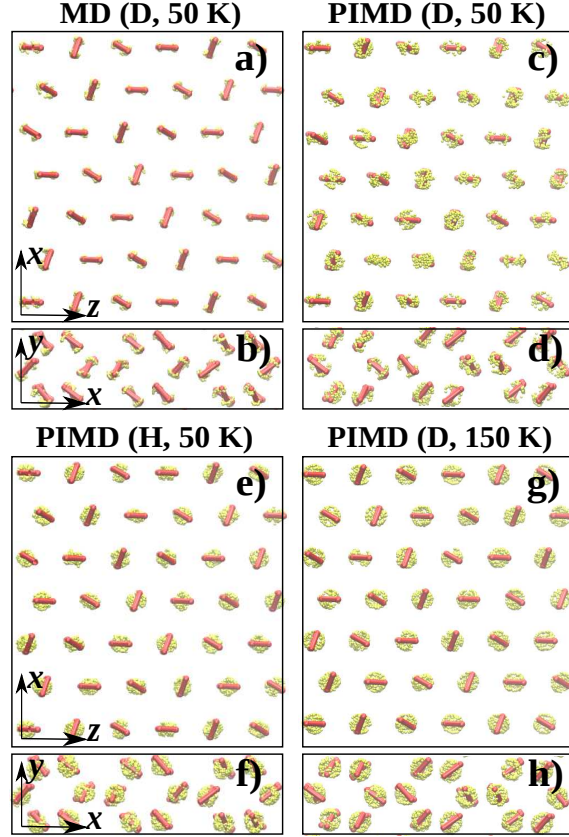 MD (D, 50 K)
PIMD (D, 50 K)
a)
c)
x
z
b)
d)
y
x
PIMD (H, 50 K)
PIMD (D, 150 K)
e)
g)
x
z
f)
h)
y
x